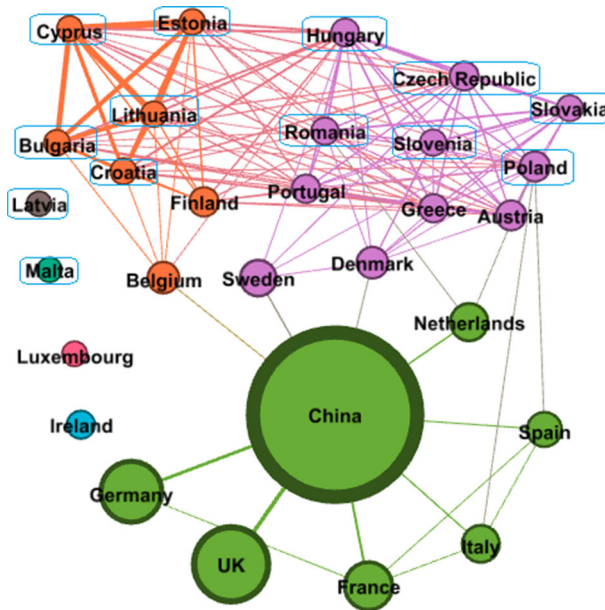 Cyprus
Estonia
Hungary
Czech Republic
Slovakia
Lithuania
Romania
Slovenia
Bulgaria
Croatia
Poland
Latvia
Finland
Portugal
Greece
Austria
Malta
Belgium
Sweden
Denmark
Netherlands
Luxembourg
China
Ireland
Spain
Germany
Italy
UK
France